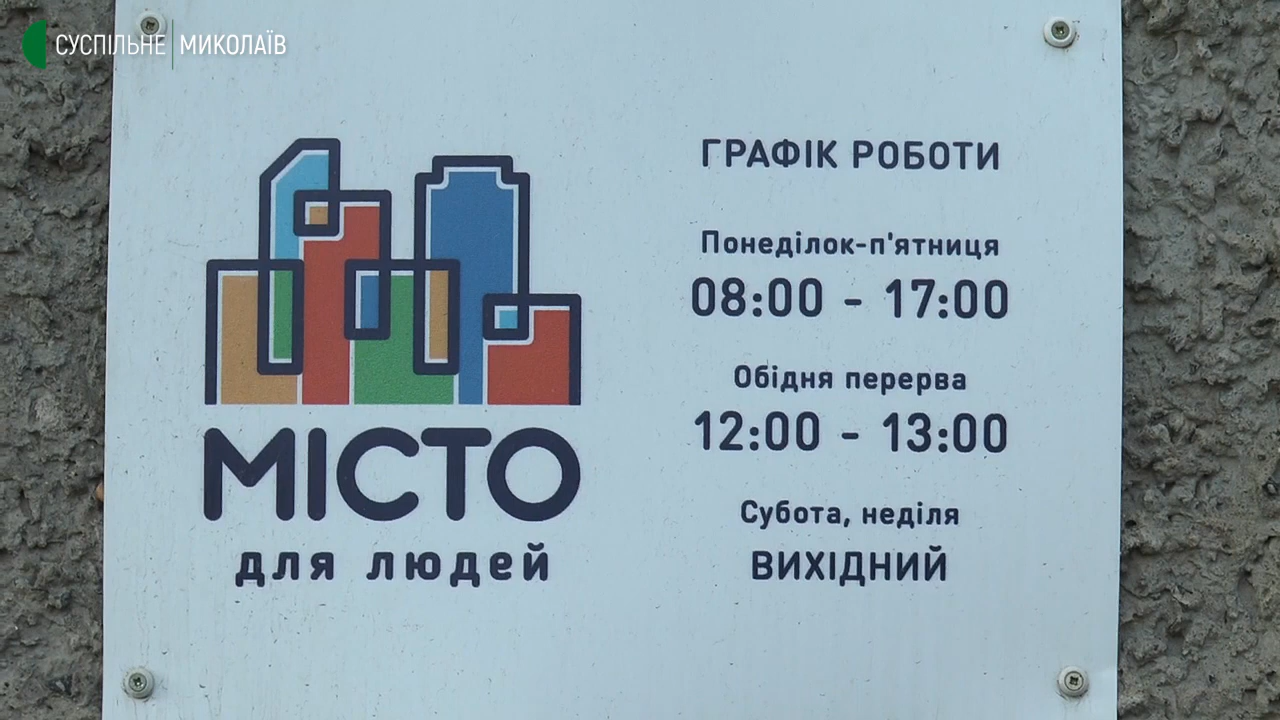 СУСПІЛЬНЕ МИКОЛАЇВ
МІСТО
для людей
ГРАФІК РОБОТИ
Понеділок-п'ятниця
08:00 - 17:00
Обідня перерва
12:00 - 13:00
Субота, неділя
ВИХІДНИЙ